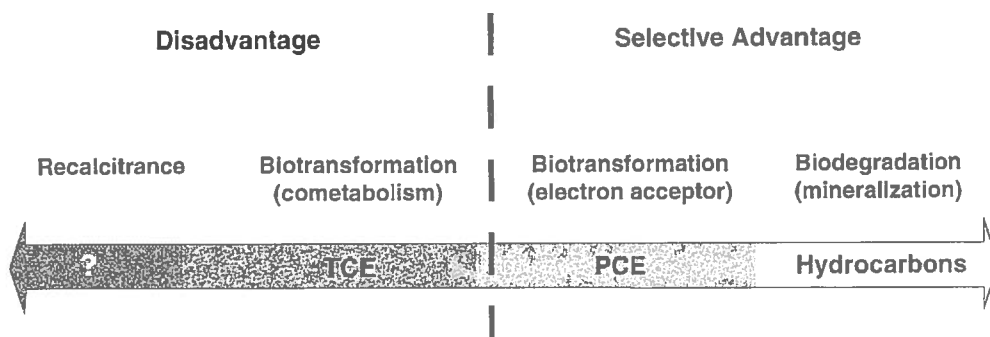 Disadvantage
Selective Advantage
Recalcitrance
Biotransformation
(cometabolism)
Biotransformation
(electron acceptor)
Biodegradation
(mineralization)
?
TCE
PCE
Hydrocarbons